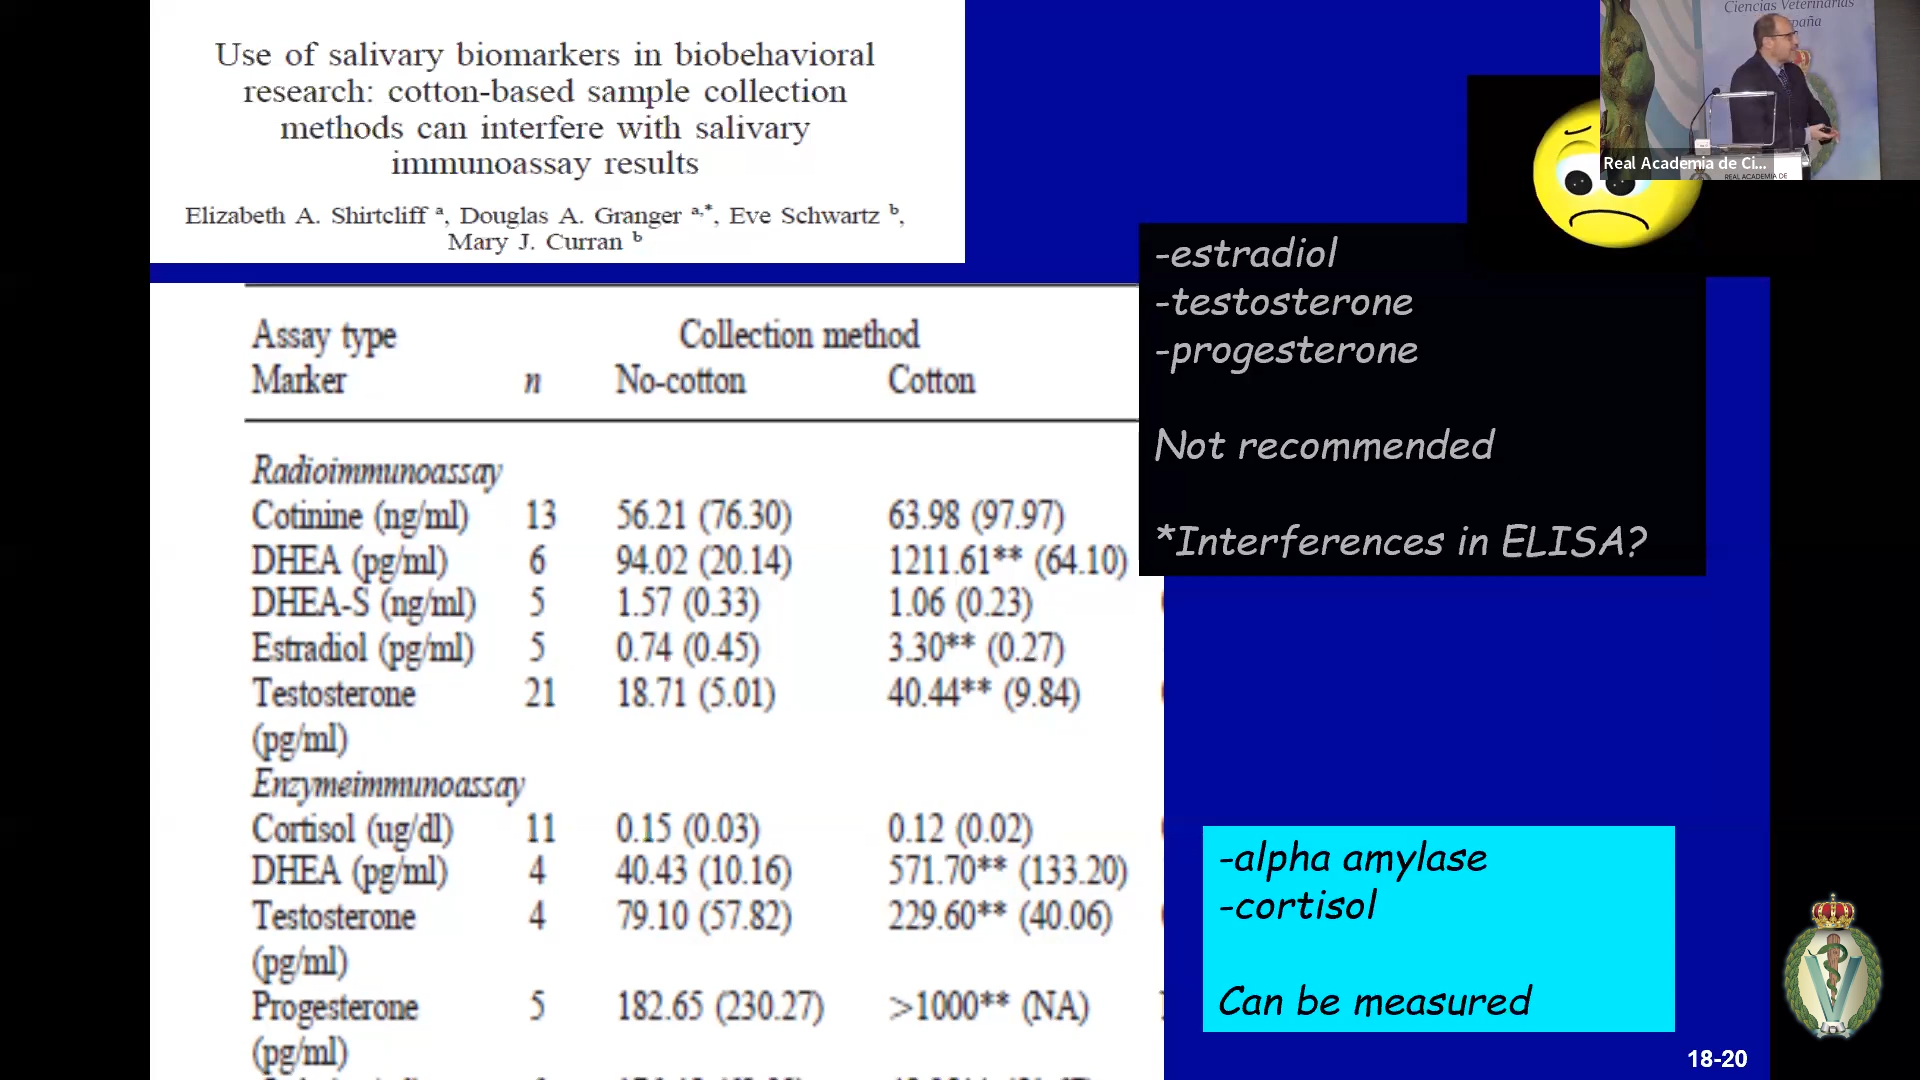 Use of salivary biomarkers in biobehavioral
research: cotton-based sample collection
methods can interfere with salivary
immunoassay results
Elizabeth A. Shirtcliff a, Douglas A. Granger a,*, Eve Schwartz b,
Mary J. Curran b
Ciencias Veterinarias
Real Academia de Ci...
REAL ACADEMIA DE
-estradiol
-testosterone
-progesterone
Not recommended
*Interferences in ELISA?
Assay type Collection method
Marker n No-cotton Cotton
Radioimmunoassay
Cotinine (ng/ml) 13 56.21 (76.30) 63.98 (97.97)
DHEA (pg/ml) 6 94.02 (20.14) 1211.61** (64.10)
DHEA-S (ng/ml) 5 1.57 (0.33) 1.06 (0.23)
Estradiol (pg/ml) 5 0.74 (0.45) 3.30** (0.27)
Testosterone 21 18.71 (5.01) 40.44** (9.84)
(pg/ml)
Enzymeimmunoassay
Cortisol (ug/dl) 11 0.15 (0.03) 0.12 (0.02)
DHEA (pg/ml) 4 40.43 (10.16) 571.70** (133.20)
Testosterone 4 79.10 (57.82) 229.60** (40.06)
(pg/ml)
Progesterone 5 182.65 (230.27) >1000** (NA)
(pg/ml)
-alpha amylase
-cortisol
Can be measured
18-20